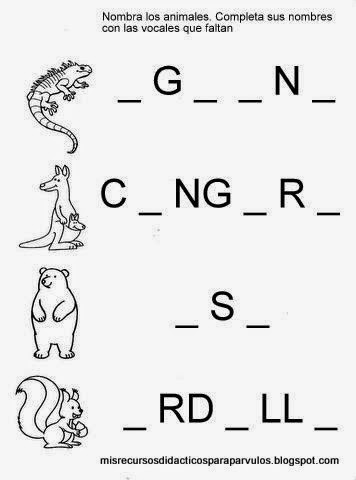 Nombra los animales. Completa sus nombres
con las vocales que faltan
_ G _ _ N _
C _ NG _ R _
_ S _
_ RD _ LL _
misrecursosdidacticosparaparvulos.blogspot.com